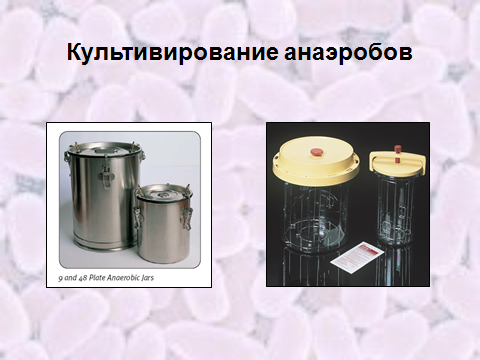 Культивирование анаэробов
9 and 48 Plate Anaerobic Jars